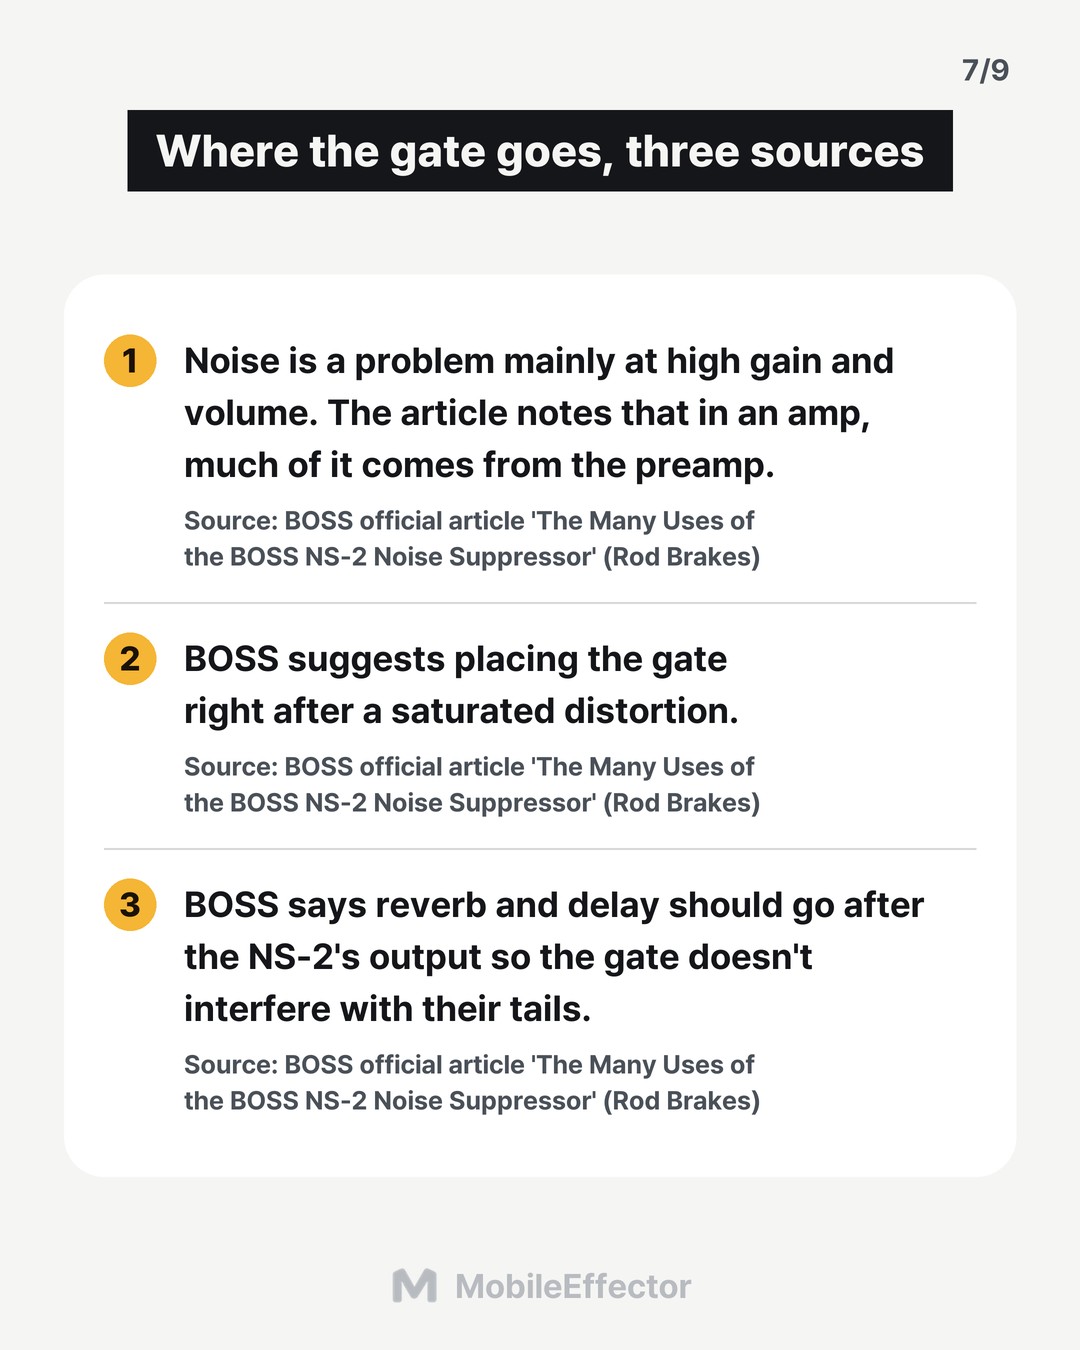 7/9
Where the gate goes, three sources
1
Noise is a problem mainly at high gain and
volume. The article notes that in an amp,
much of it comes from the preamp.
Source: BOSS official article 'The Many Uses of
the BOSS NS-2 Noise Suppressor' (Rod Brakes)
2
BOSS suggests placing the gate
right after a saturated distortion.
Source: BOSS official article 'The Many Uses of
the BOSS NS-2 Noise Suppressor' (Rod Brakes)
3
BOSS says reverb and delay should go after
the NS-2's output so the gate doesn't
interfere with their tails.
Source: BOSS official article 'The Many Uses of
the BOSS NS-2 Noise Suppressor' (Rod Brakes)
MobileEffector